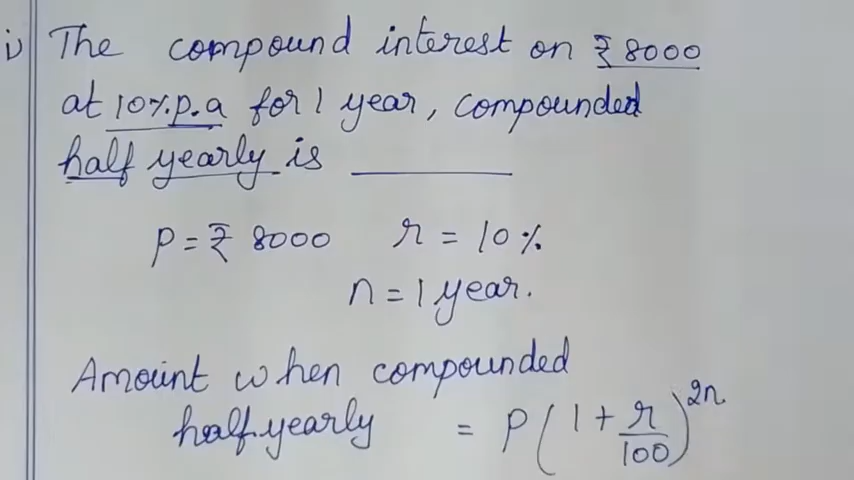 i) The compound interest on ₹ 8000
at 10%.p.a for 1 year, compounded
half yearly is ________
P = ₹ 8000 r = 10%
n = 1 year.
Amount when compounded
half yearly = P(1 + r/100)^2n